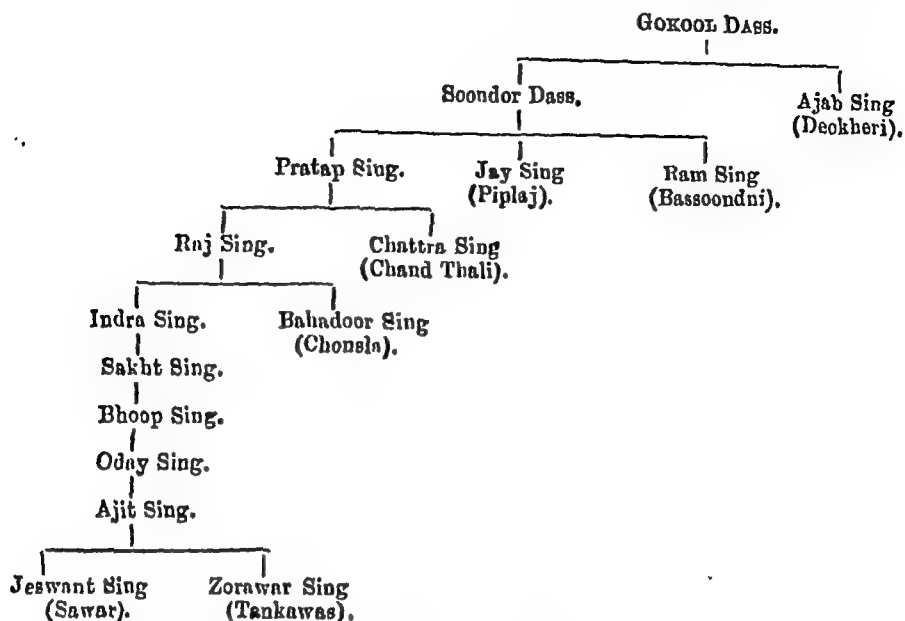 GOKOOL DASS.
Soondor Dass.
Ajab Sing
(Deokheri).
Pratap Sing.
Jay Sing
(Piplaj).
Ram Sing
(Bassoondni).
Raj Sing.
Chattra Sing
(Chand Thali).
Indra Sing.
Bahadoor Sing
(Chonsla).
Sakht Sing.
Bhoop Sing.
Oday Sing.
Ajit Sing.
Jeswant Sing
(Sawar).
Zorawar Sing
(Tankawas).